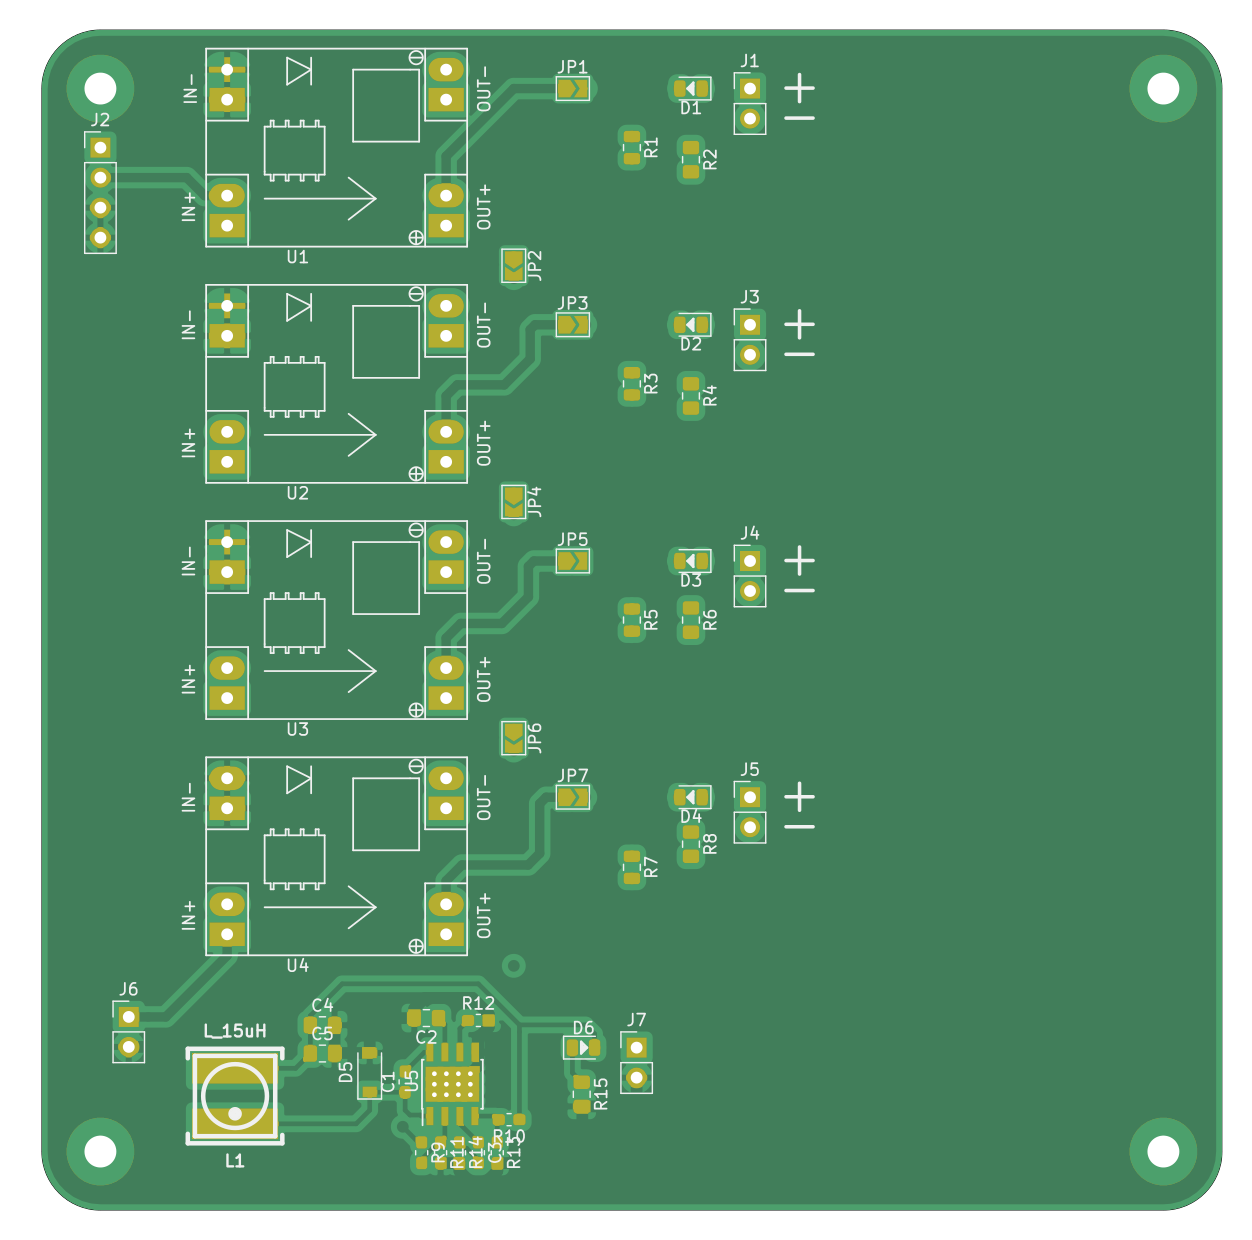 J2
IN-
OUT-
IN+
OUT+
U1
JP1
D1
J1
+
-
R1
R2
JP2
IN-
OUT-
IN+
OUT+
U2
JP3
D2
J3
+
-
R3
R4
JP4
IN-
OUT-
IN+
OUT+
U3
JP5
D3
J4
+
-
R5
R6
JP6
IN-
OUT-
IN+
OUT+
U4
JP7
D4
J5
+
-
R7
R8
J6
L_15uH
L1
C4
C5
D5
C1
C2
U5
R12
D6
J7
R15
R10
R9
R11
R14
C3
R13